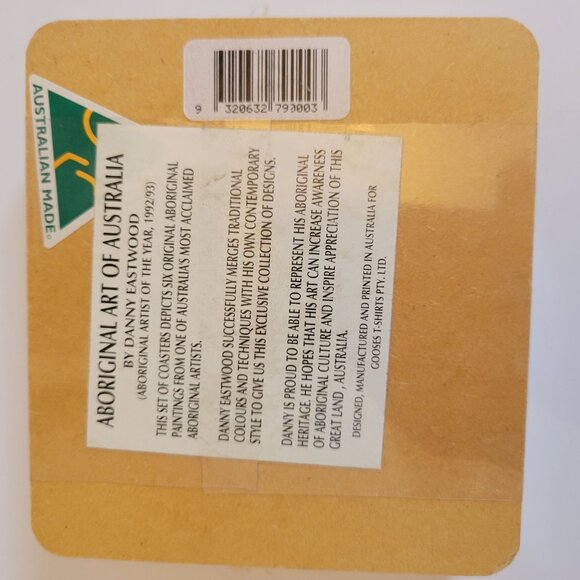 AUSTRALIAN MADE
9 320632 793003
ABORIGINAL ART OF AUSTRALIA
BY DANNY EASTWOOD
(ABORIGINAL ARTIST OF THE YEAR, 1992/93)
THIS SET OF COASTERS DEPICTS SIX ORIGINAL ABORIGINAL
PAINTINGS FROM ONE OF AUSTRALIA'S MOST ACCLAIMED
ABORIGINAL ARTISTS.
DANNY EASTWOOD SUCCESSFULLY MERGES TRADITIONAL
COLOURS AND TECHNIQUES WITH HIS OWN CONTEMPORARY
STYLE TO GIVE US THIS EXCLUSIVE COLLECTION OF DESIGNS.
DANNY IS PROUD TO BE ABLE TO REPRESENT HIS ABORIGINAL
HERITAGE. HE HOPES THAT HIS ART CAN INCREASE AWARENESS
OF ABORIGINAL CULTURE AND INSPIRE APPRECIATION OF THIS
GREAT LAND , AUSTRALIA.
DESIGNED, MANUFACTURED AND PRINTED IN AUSTRALIA FOR
GOOSES T-SHIRTS PTY. LTD.